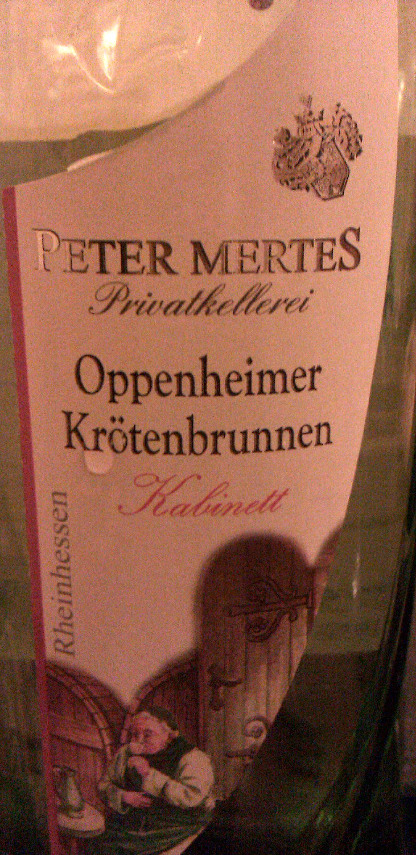 PETER MERTES
Privatkellerei
Oppenheimer
Krötenbrunnen
Kabinett
Rheinhessen